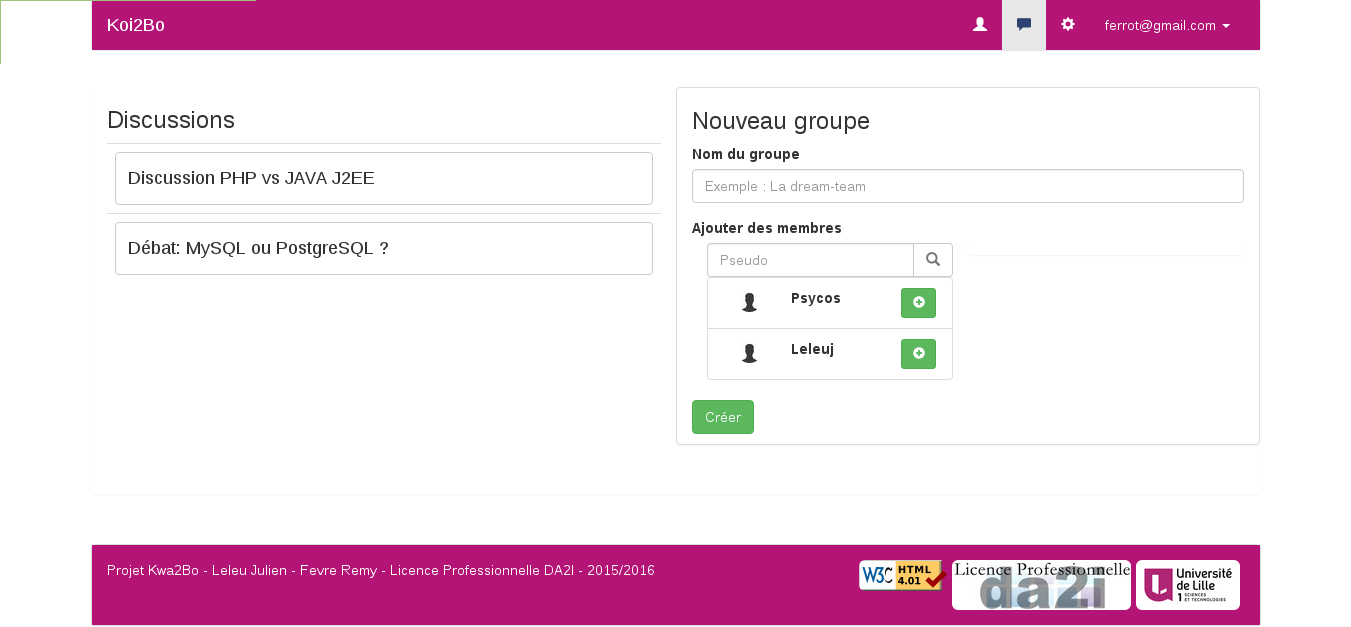 Koi2Bo
ferrot@gmail.com
Discussions
Discussion PHP vs JAVA J2EE
Débat: MySQL ou PostgreSQL ?
Nouveau groupe
Nom du groupe
Exemple : La dream-team
Ajouter des membres
Pseudo
Psycos
Leleuj
Créer
Projet Kwa2Bo - Leleu Julien - Fevre Remy - Licence Professionnelle DA2I - 2015/2016
W3C HTML 4.01
Licence Professionnelle
da2i
Université
de Lille
1 SCIENCES
ET TECHNOLOGIES